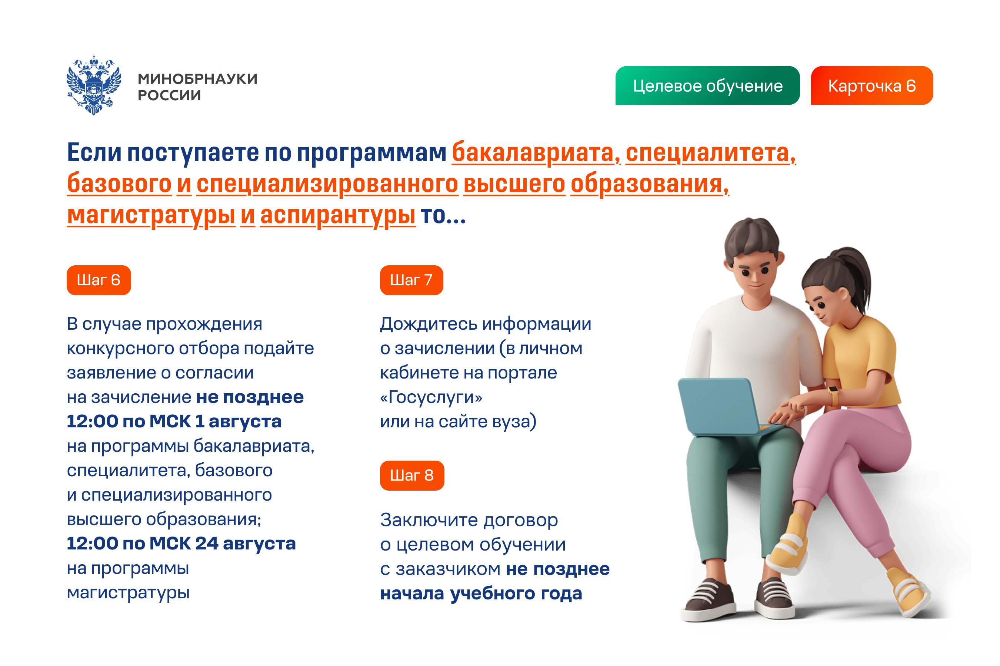 МИНОБРНАУКИ
РОССИИ
Целевое обучение
Карточка 6
Если поступаете по программам бакалавриата, специалитета,
базового и специализированного высшего образования,
магистратуры и аспирантуры то...
Шаг 6
В случае прохождения
конкурсного отбора подайте
заявление о согласии
на зачисление не позднее
12:00 по МСК 1 августа
на программы бакалавриата,
специалитета, базового
и специализированного
высшего образования;
12:00 по МСК 24 августа
на программы
магистратуры
Шаг 7
Дождитесь информации
о зачислении (в личном
кабинете на портале
«Госуслуги»
или на сайте вуза)
Шаг 8
Заключите договор
о целевом обучении
с заказчиком не позднее
начала учебного года